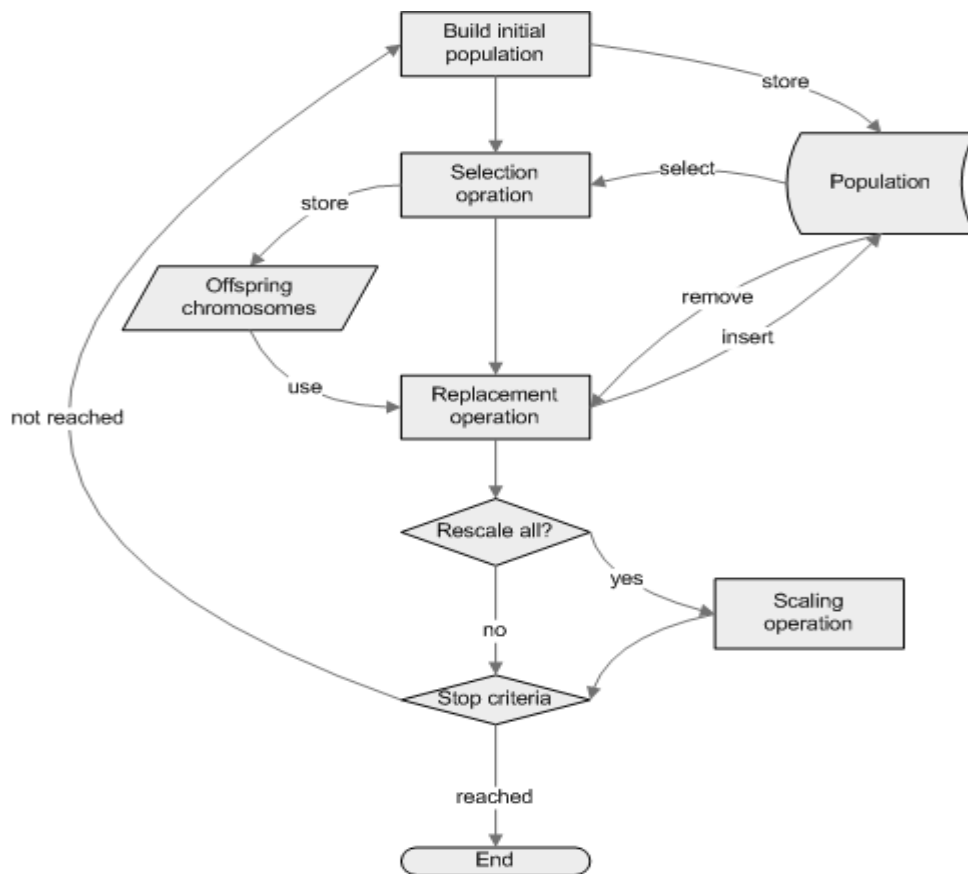 Build initial
population
store
Selection
opration
select
Population
store
Offspring
chromosomes
remove
insert
use
Replacement
operation
not reached
Rescale all?
yes
Scaling
operation
no
Stop criteria
reached
End